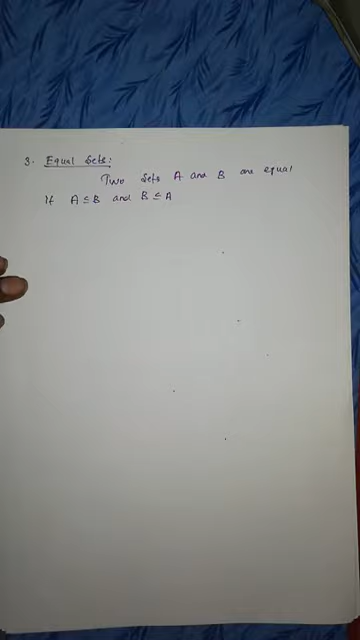 3. Equal Sets:
Two sets A and B are equal
If A ⊆ B and B ⊆ A